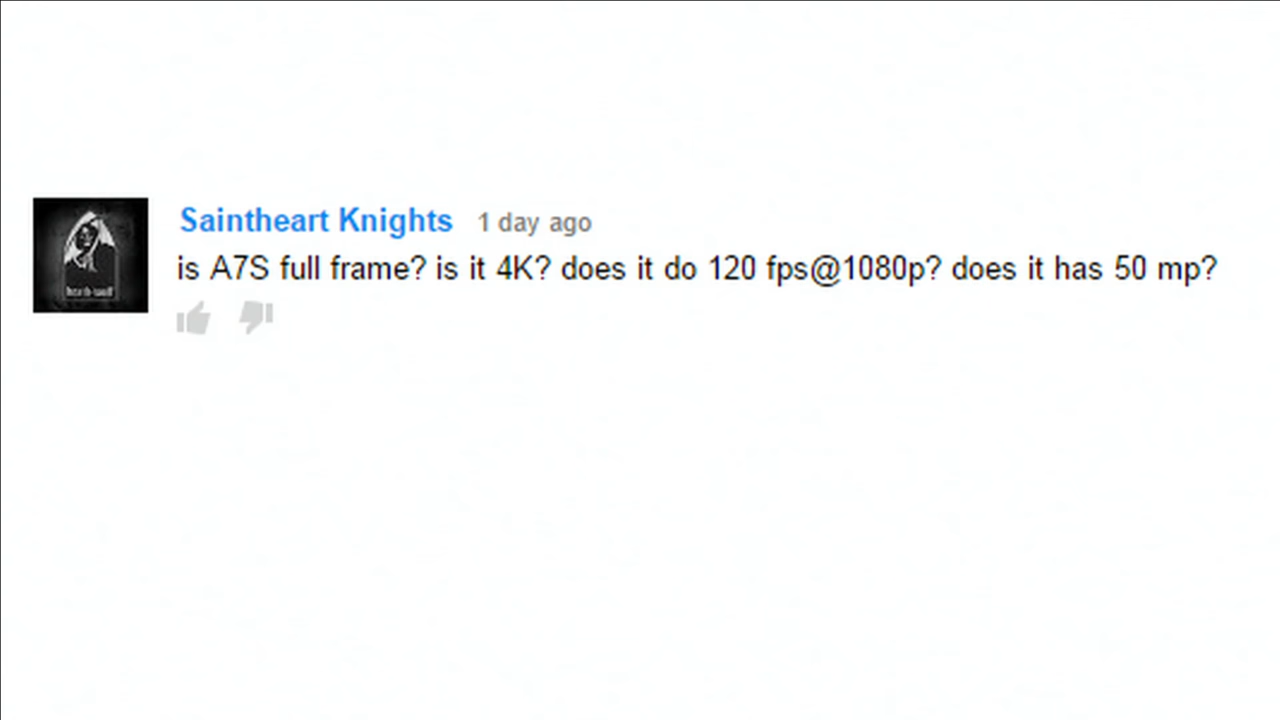 Saintheart Knights 1 day ago
is A7S full frame? is it 4K? does it do 120 fps@1080p? does it has 50 mp?